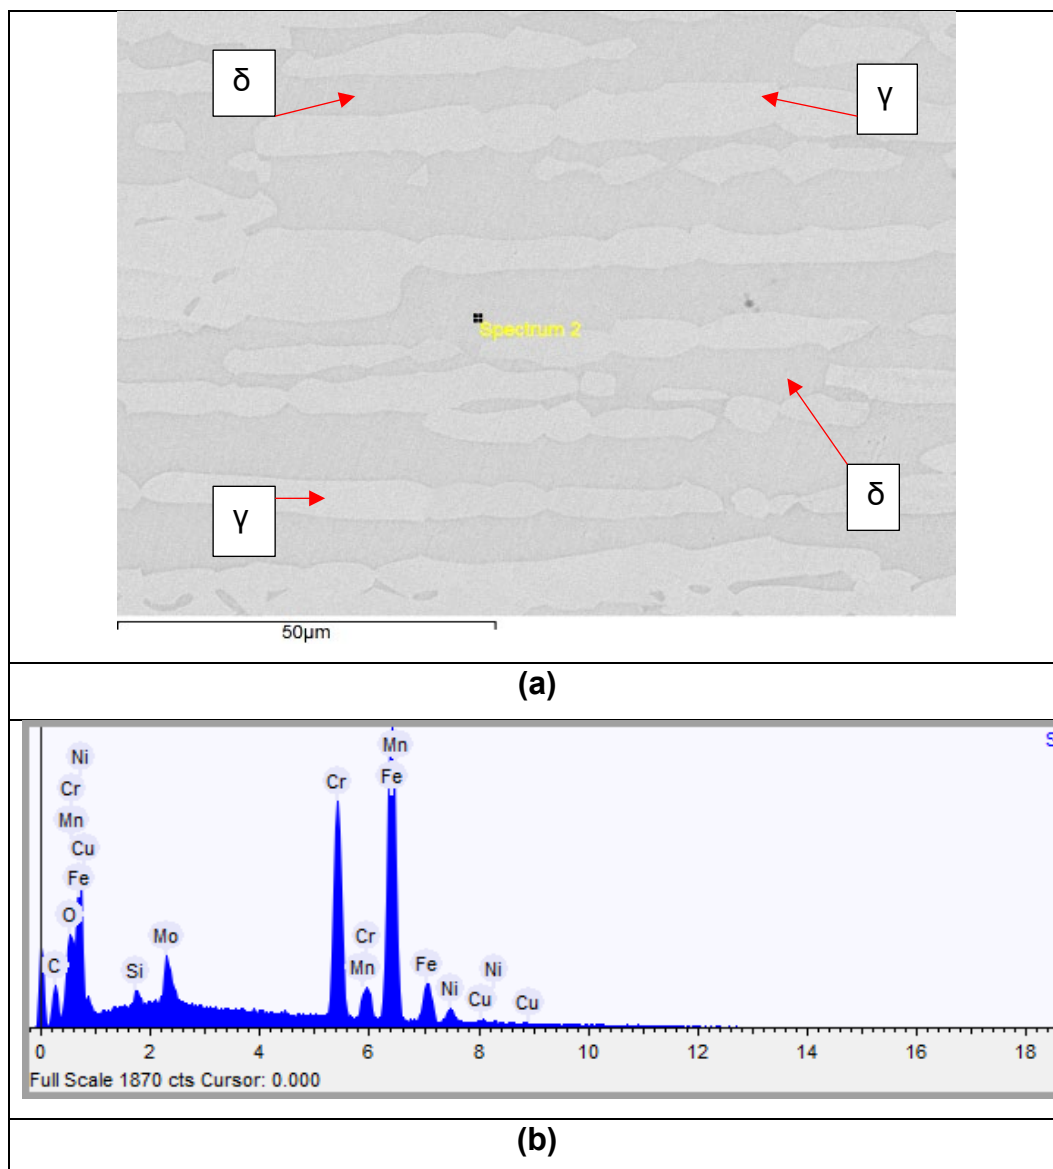 δ
γ
Spectrum 2
δ
γ
50μm
(a)
S
Ni
Mn
Cr
Cr
Fe
Mn
Cu
Fe
O
Mo
Cr
C
Si
Mn
Fe
Ni
Ni
Cu
Cu
0 2 4 6 8 10 12 14 16 18
Full Scale 1870 cts Cursor: 0.000
(b)